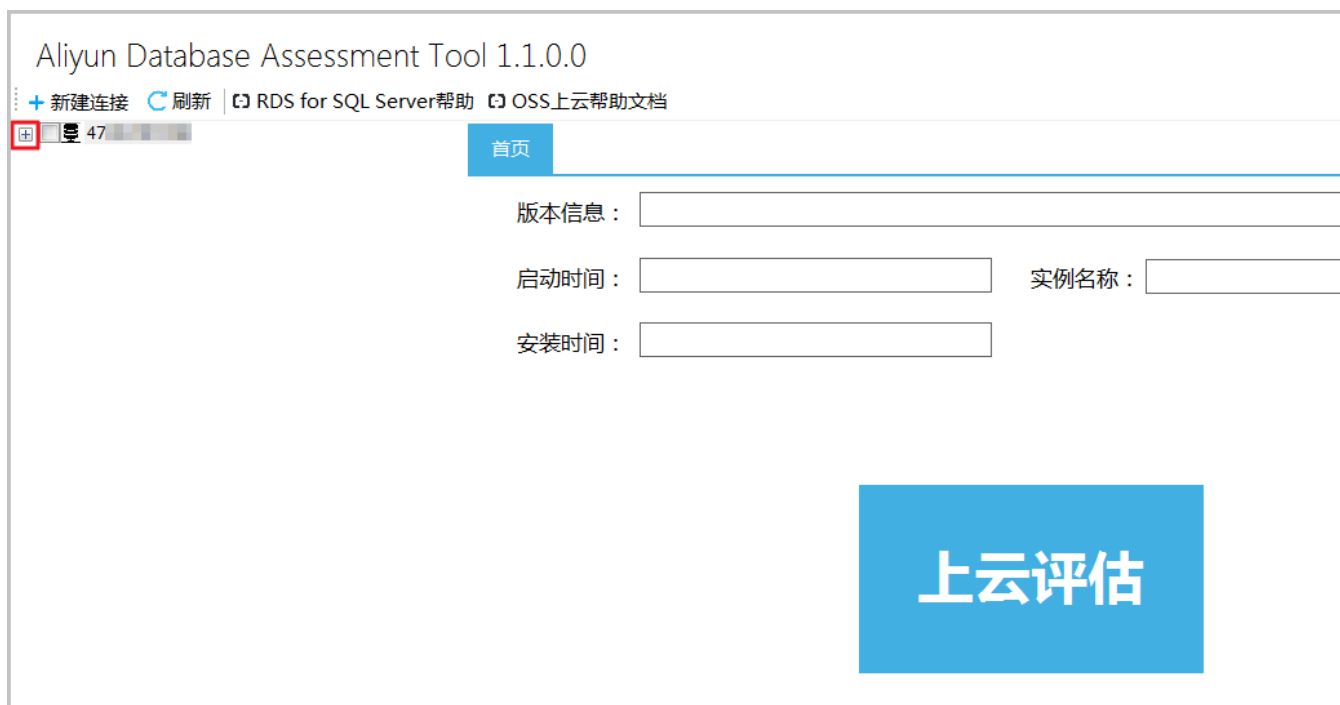 Aliyun Database Assessment Tool 1.1.0.0
新建连接 刷新 RDS for SQL Server帮助 OSS上云帮助文档
47
首页
版本信息：
启动时间： 实例名称：
安装时间：
上云评估